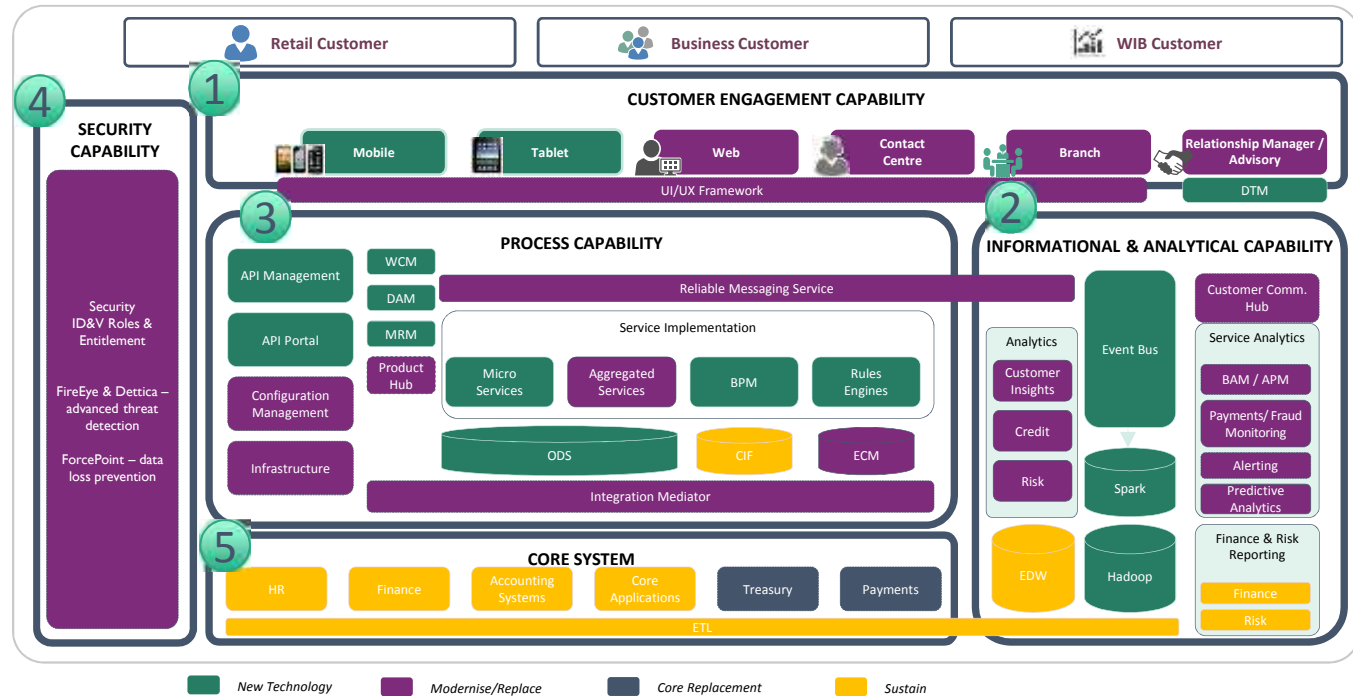 Retail Customer
Business Customer
WIB Customer
1
CUSTOMER ENGAGEMENT CAPABILITY
Mobile
Tablet
Web
Contact
Centre
Branch
Relationship Manager /
Advisory
UI/UX Framework
DTM
4
SECURITY
CAPABILITY
Security
ID&V Roles &
Entitlement
FireEye & Dettica –
advanced threat
detection
ForcePoint – data
loss prevention
3
PROCESS CAPABILITY
API Management
API Portal
Configuration
Management
Infrastructure
WCM
DAM
MRM
Product
Hub
Reliable Messaging Service
Service Implementation
Micro
Services
Aggregated
Services
BPM
Rules
Engines
ODS
CIF
ECM
Integration Mediator
2
INFORMATIONAL & ANALYTICAL CAPABILITY
Analytics
Customer
Insights
Credit
Risk
EDW
Event Bus
Spark
Hadoop
Customer Comm.
Hub
Service Analytics
BAM / APM
Payments/ Fraud
Monitoring
Alerting
Predictive
Analytics
Finance & Risk
Reporting
Finance
Risk
5
CORE SYSTEM
HR
Finance
Accounting
Systems
Core
Applications
Treasury
Payments
ETL
New Technology
Modernise/Replace
Core Replacement
Sustain